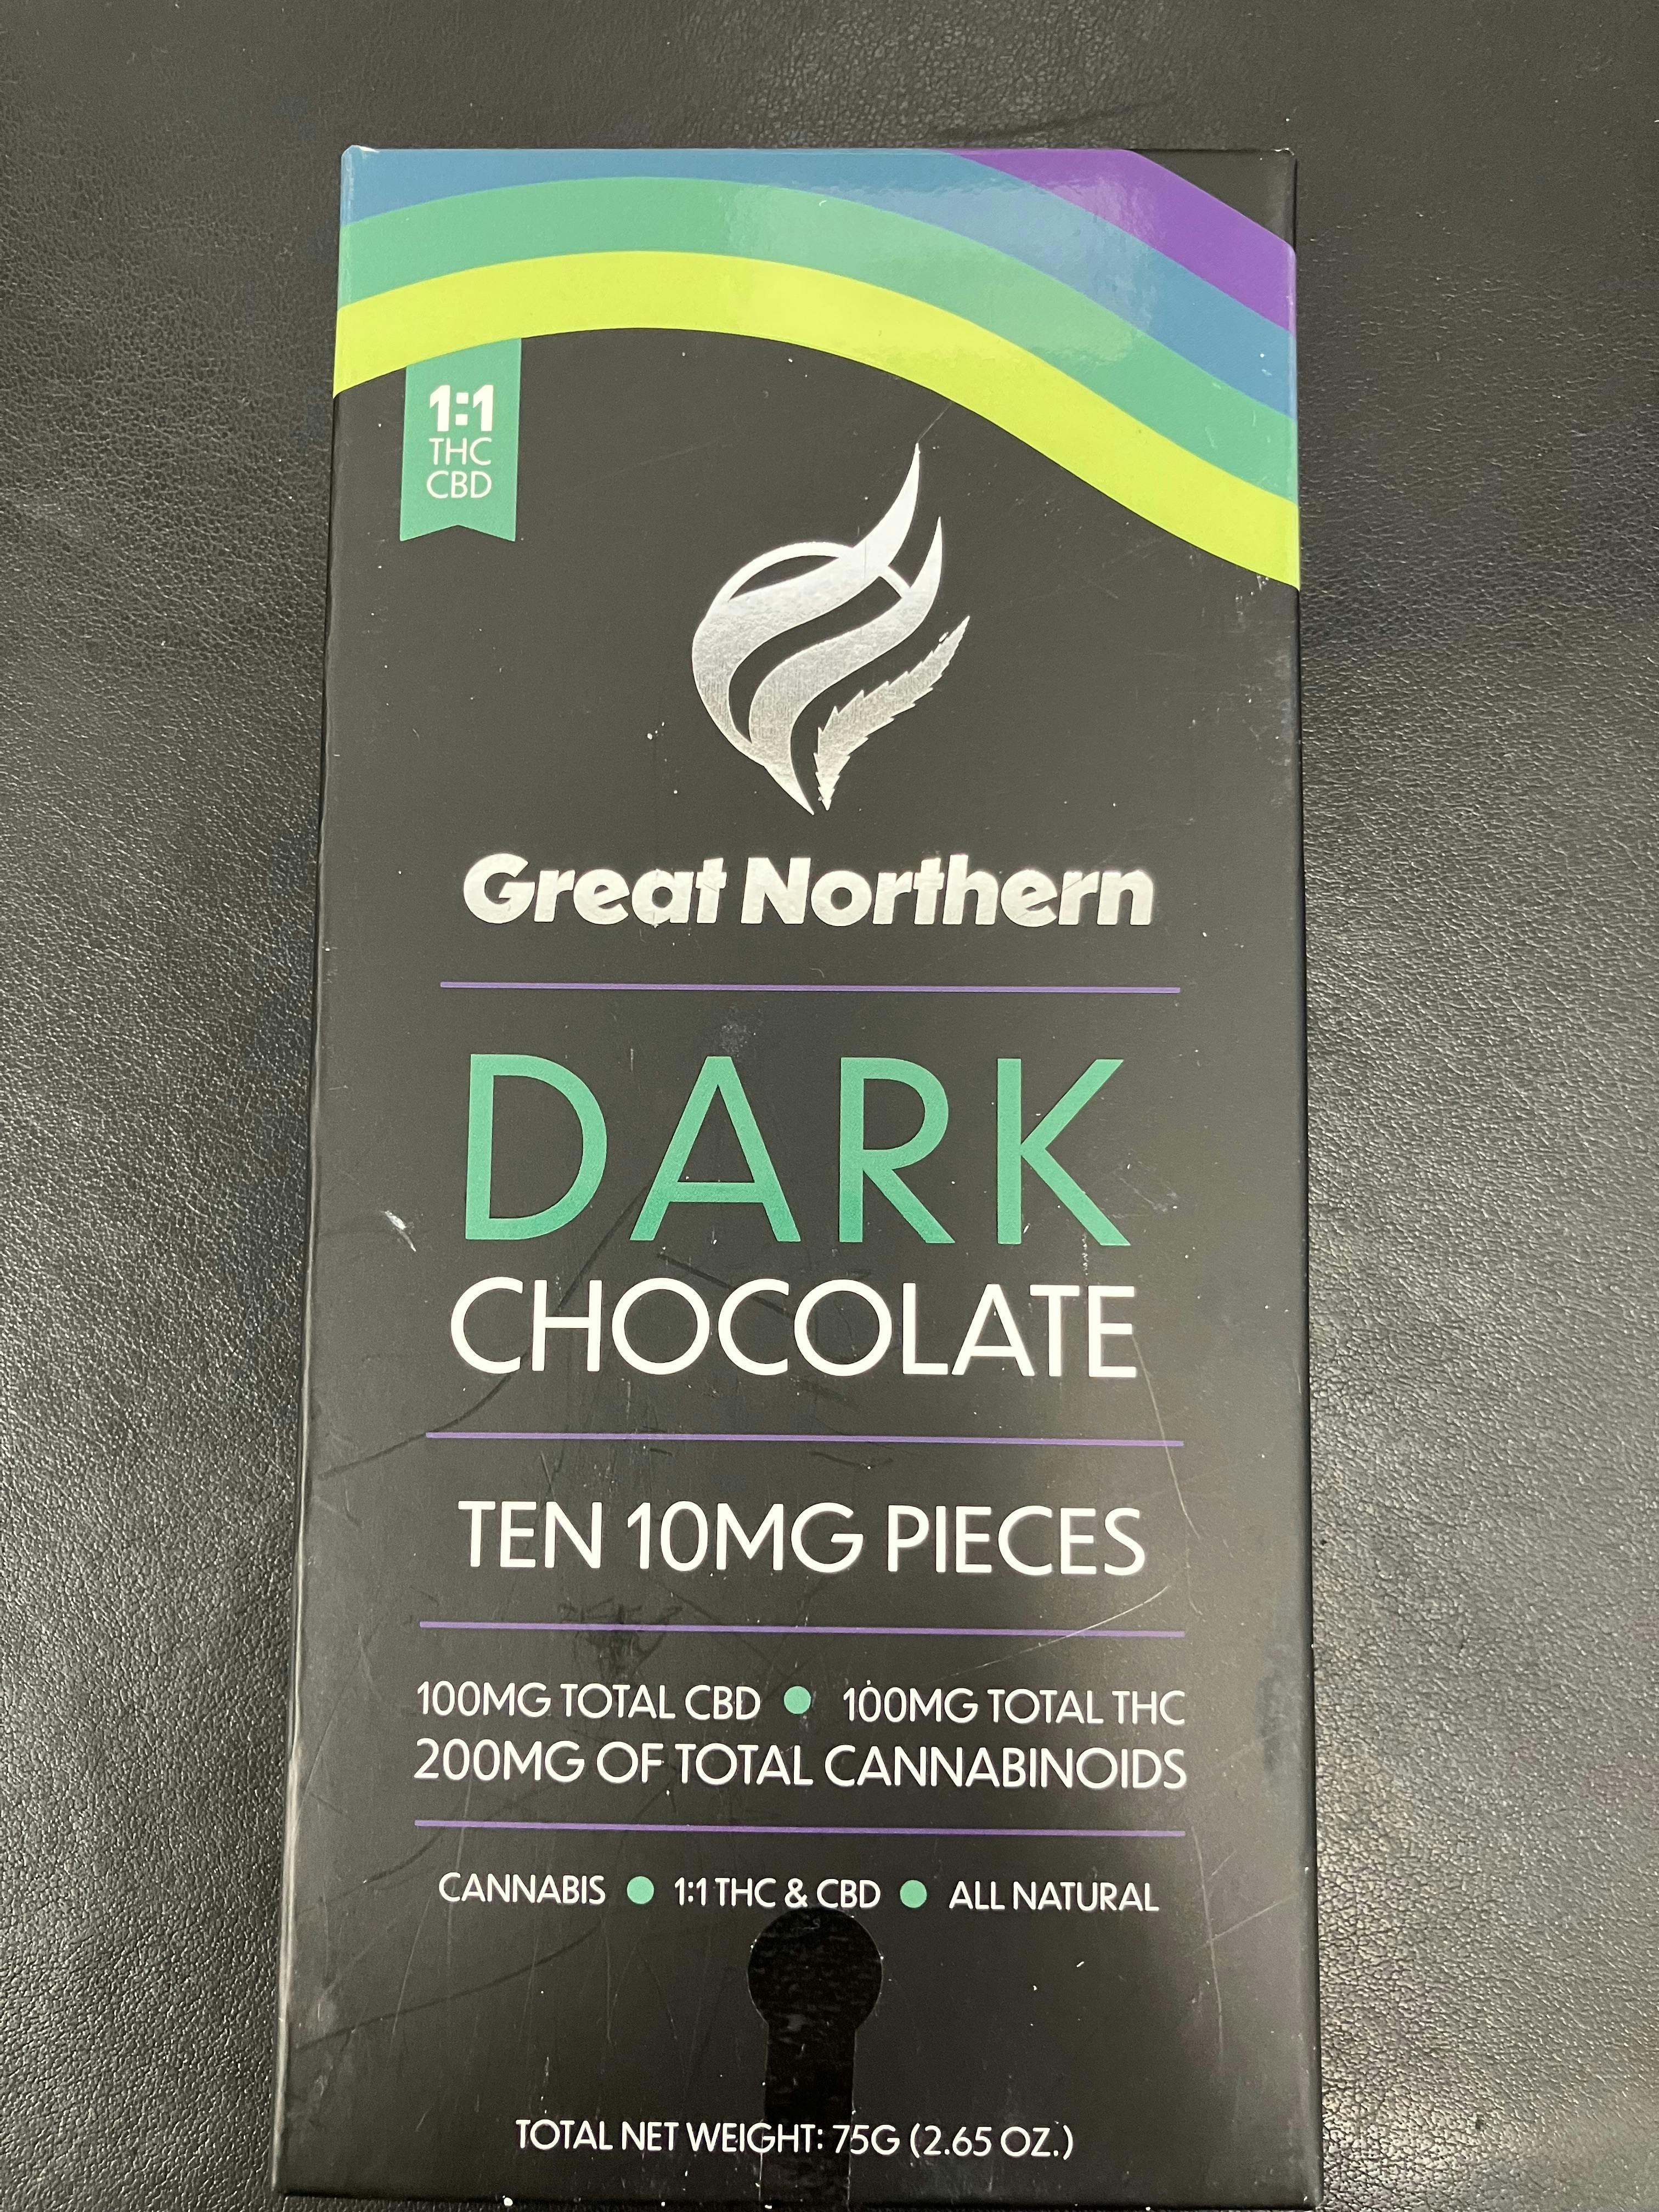 1:1
THC
CBD
Great Northern
DARK
CHOCOLATE
TEN 10MG PIECES
100MG TOTAL CBD ● 100MG TOTAL THC
200MG OF TOTAL CANNABINOIDS
CANNABIS ● 1:1 THC & CBD ● ALL NATURAL
TOTAL NET WEIGHT: 75G (2.65 OZ.)